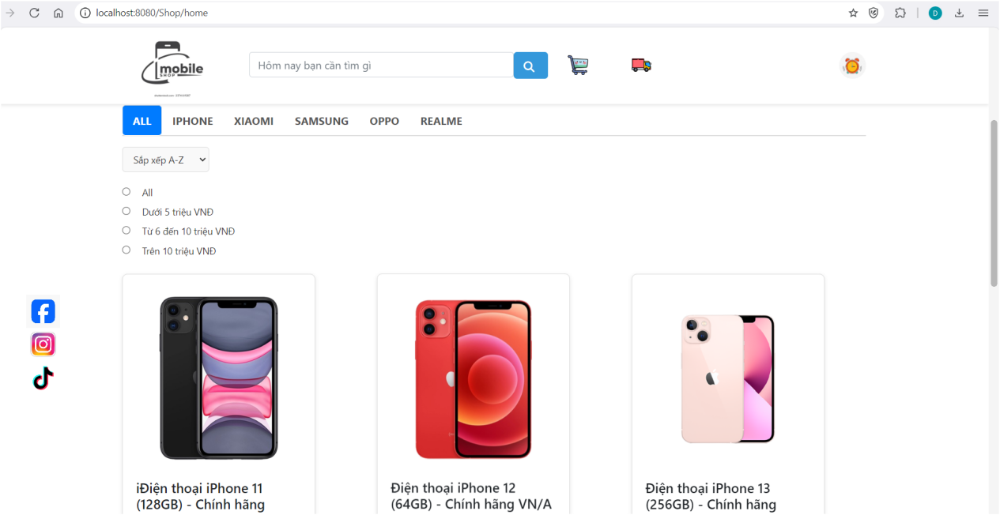 localhost:8080/Shop/home
D
mobile
SHOP
Hôm nay bạn cần tìm gì
ALL IPHONE XIAOMI SAMSUNG OPPO REALME
Sắp xếp A-Z
All
Dưới 5 triệu VNĐ
Từ 6 đến 10 triệu VNĐ
Trên 10 triệu VNĐ
iĐiện thoại iPhone 11
(128GB) - Chính hãng
Điện thoại iPhone 12
(64GB) - Chính hãng VN/A
Điện thoại iPhone 13
(256GB) - Chính hãng